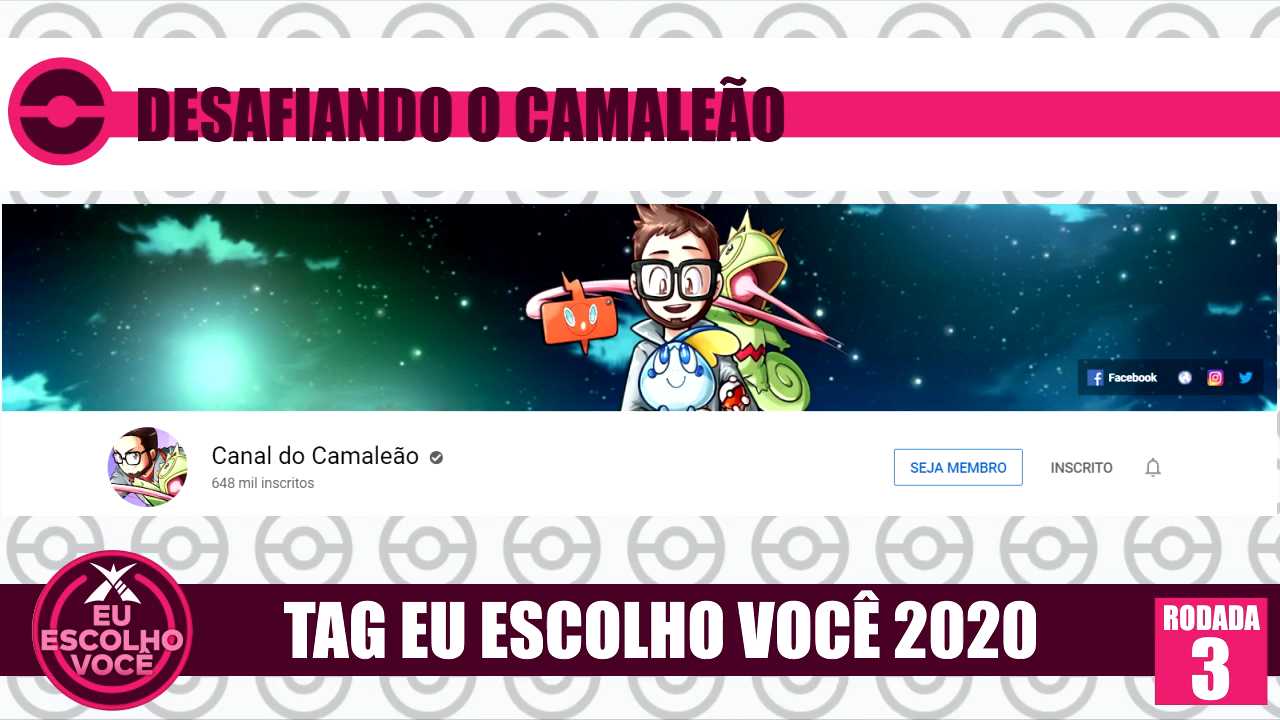 DESAFIANDO O CAMALEÃO
Facebook
Canal do Camaleão
648 mil inscritos
SEJA MEMBRO
INSCRITO
EU
ESCOLHO
VOCÊ
TAG EU ESCOLHO VOCÊ 2020
RODADA
3